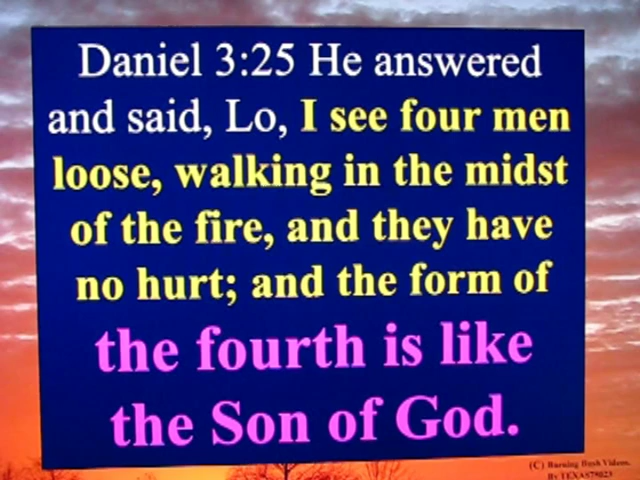 Daniel 3:25 He answered
and said, Lo, I see four men
loose, walking in the midst
of the fire, and they have
no hurt; and the form of
the fourth is like
the Son of God.
(C) Burning Bush Videos.
By TEXAS79023